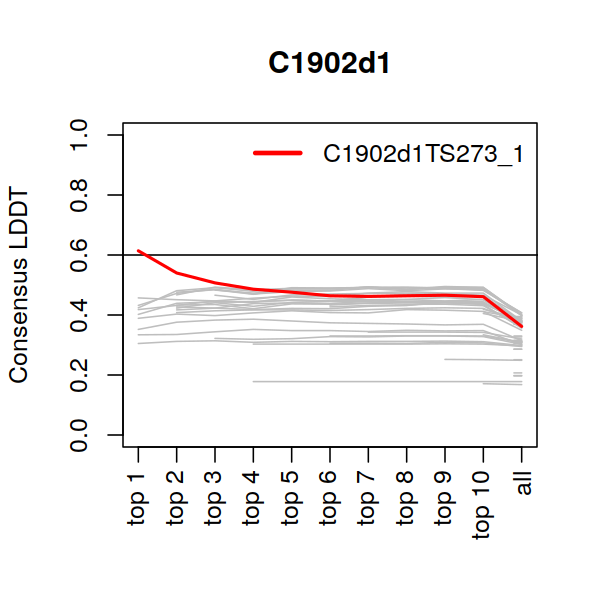 C1902d1
C1902d1TS273_1
Consensus LDDT
1.0
0.8
0.6
0.4
0.2
0.0
top 1
top 2
top 3
top 4
top 5
top 6
top 7
top 8
top 9
top 10
all